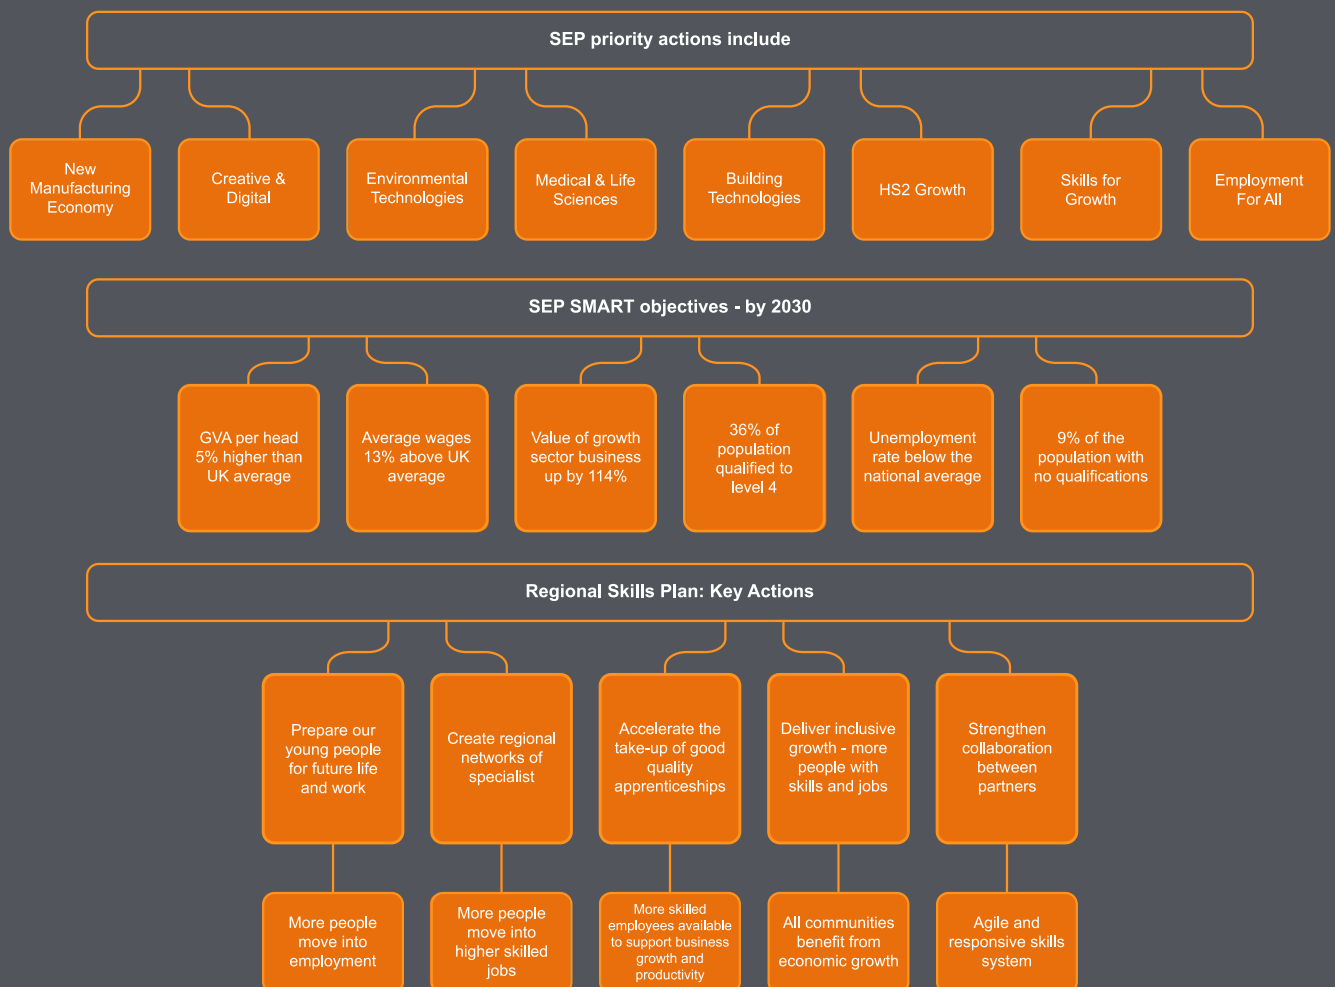 SEP priority actions include
New
Manufacturing
Economy
Creative &
Digital
Environmental
Technologies
Medical & Life
Sciences
Building
Technologies
HS2 Growth
Skills for
Growth
Employment
For All
SEP SMART objectives - by 2030
GVA per head
5% higher than
UK average
Average wages
13% above UK
average
Value of growth
sector business
up by 114%
36% of
population
qualified to
level 4
Unemployment
rate below the
national average
9% of the
population with
no qualifications
Regional Skills Plan: Key Actions
Prepare our
young people
for future life
and work
Create regional
networks of
specialist
Accelerate the
take-up of good
quality
apprenticeships
Deliver inclusive
growth - more
people with
skills and jobs
Strengthen
collaboration
between
partners
More people
move into
employment
More people
move into
higher skilled
jobs
More skilled
employees available
to support business
growth and
productivity
All communities
benefit from
economic growth
Agile and
responsive skills
system